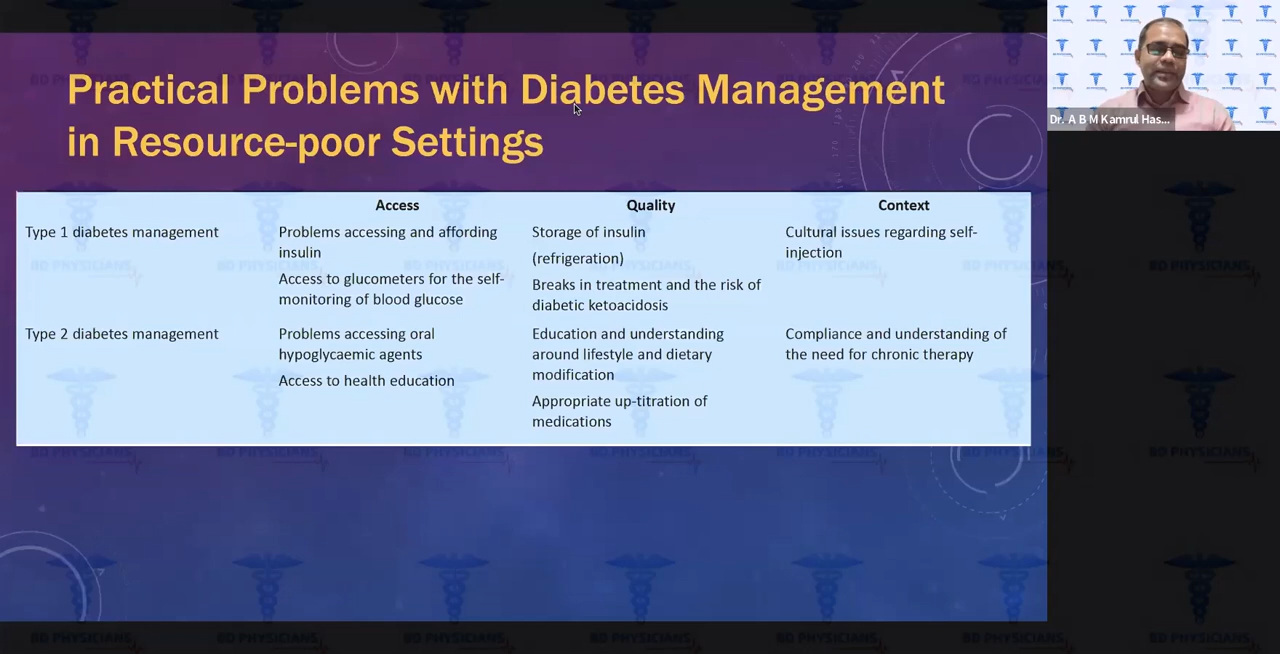 Practical Problems with Diabetes Management
in Resource-poor Settings
Dr. A B M Kamrul Has...
Access
Quality
Context
Type 1 diabetes management
Problems accessing and affording
insulin
Access to glucometers for the self-
monitoring of blood glucose
Storage of insulin
(refrigeration)
Breaks in treatment and the risk of
diabetic ketoacidosis
Cultural issues regarding self-
injection
Type 2 diabetes management
Problems accessing oral
hypoglycaemic agents
Access to health education
Education and understanding
around lifestyle and dietary
modification
Appropriate up-titration of
medications
Compliance and understanding of
the need for chronic therapy
BD PHYSICIANS